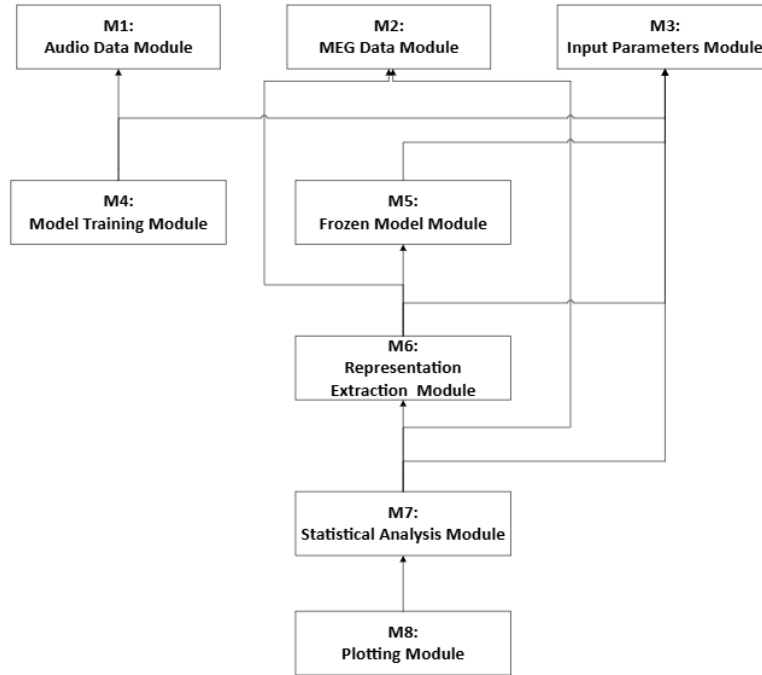 M1:
Audio Data Module
M2:
MEG Data Module
M3:
Input Parameters Module
M4:
Model Training Module
M5:
Frozen Model Module
M6:
Representation
Extraction Module
M7:
Statistical Analysis Module
M8:
Plotting Module